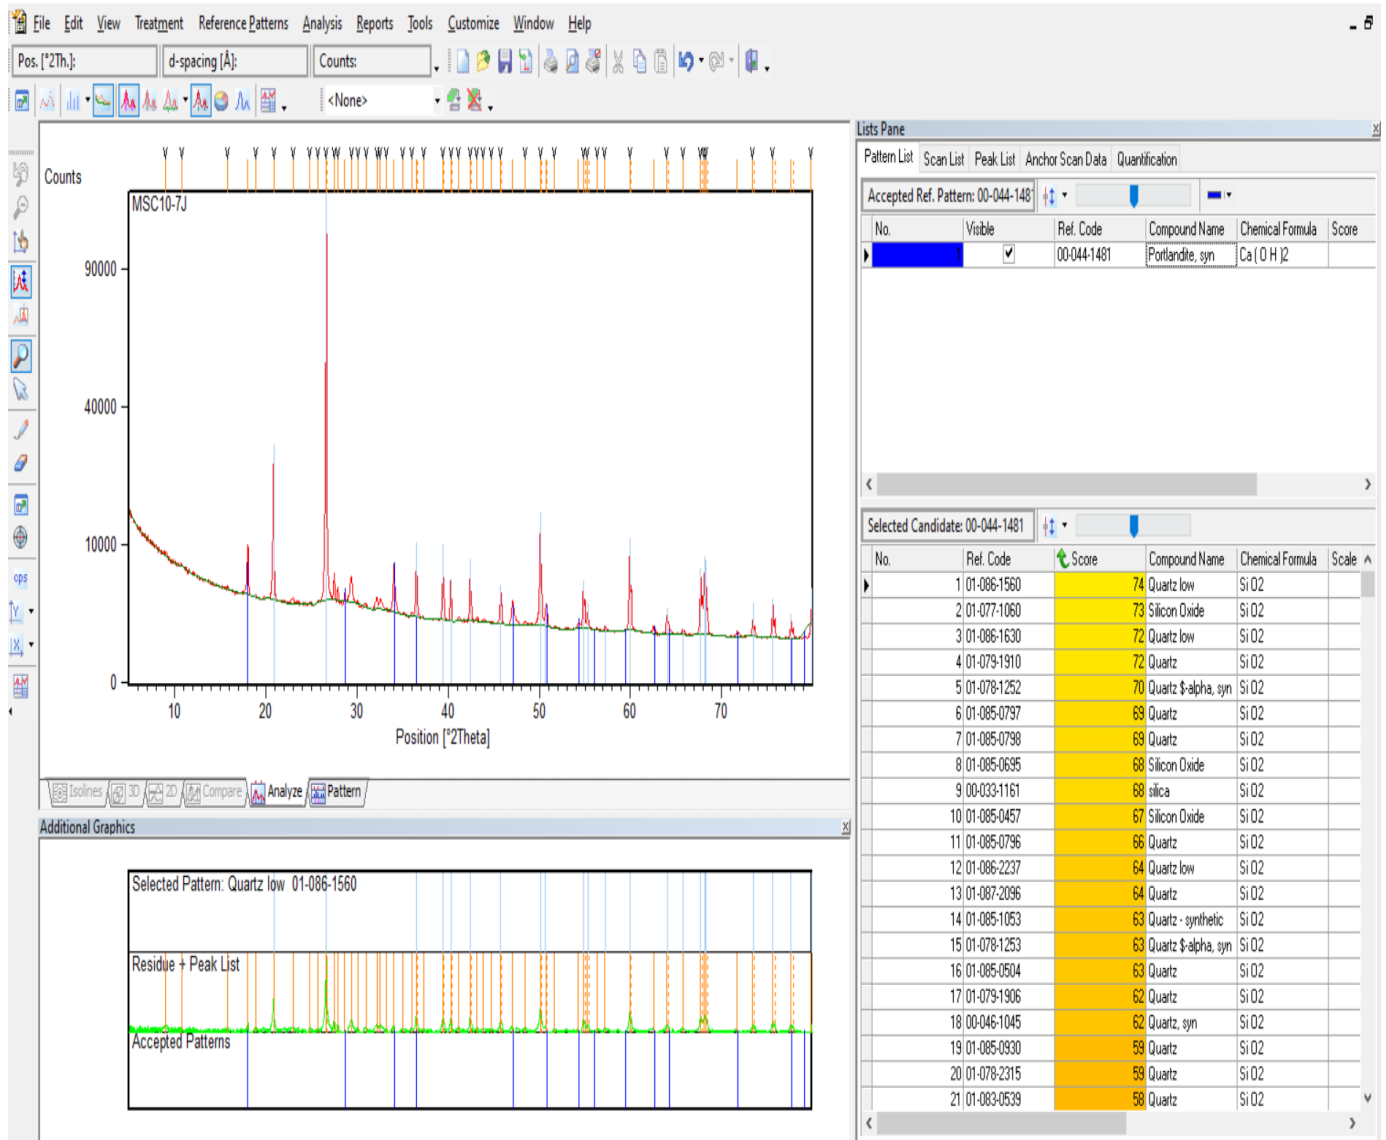 File Edit View Treatment Reference Patterns Analysis Reports Tools Customize Window Help
Pos. [°2Th.]: d-spacing [Å]: Counts:
<None>
Lists Pane
Pattern List Scan List Peak List Anchor Scan Data Quantification
Accepted Ref. Pattern: 00-044-148
No. Visible Ref. Code Compound Name Chemical Formula Score
1 00-044-1481 Portlandite, syn Ca ( O H )2
Counts
MSC10-7J
90000
40000
10000
0
10 20 30 40 50 60 70
Position [°2Theta]
Isolines 3D 2D Compare Analyze Pattern
Additional Graphics
Selected Pattern: Quartz low 01-086-1560
Residue + Peak List
Accepted Patterns
cps
Y
X
Selected Candidate: 00-044-1481
No. Ref. Code Score Compound Name Chemical Formula Scale
1 01-086-1560 74 Quartz low Si O2
2 01-077-1060 73 Silicon Oxide Si O2
3 01-086-1630 72 Quartz low Si O2
4 01-079-1910 72 Quartz Si O2
5 01-078-1252 70 Quartz $-alpha, syn Si O2
6 01-085-0797 69 Quartz Si O2
7 01-085-0798 69 Quartz Si O2
8 01-085-0695 68 Silicon Oxide Si O2
9 00-033-1161 68 silica Si O2
10 01-085-0457 67 Silicon Oxide Si O2
11 01-085-0796 66 Quartz Si O2
12 01-086-2237 64 Quartz low Si O2
13 01-087-2096 64 Quartz Si O2
14 01-085-1053 63 Quartz - synthetic Si O2
15 01-078-1253 63 Quartz $-alpha, syn Si O2
16 01-085-0504 63 Quartz Si O2
17 01-079-1906 62 Quartz Si O2
18 00-046-1045 62 Quartz, syn Si O2
19 01-085-0930 59 Quartz Si O2
20 01-078-2315 59 Quartz Si O2
21 01-083-0539 58 Quartz Si O2